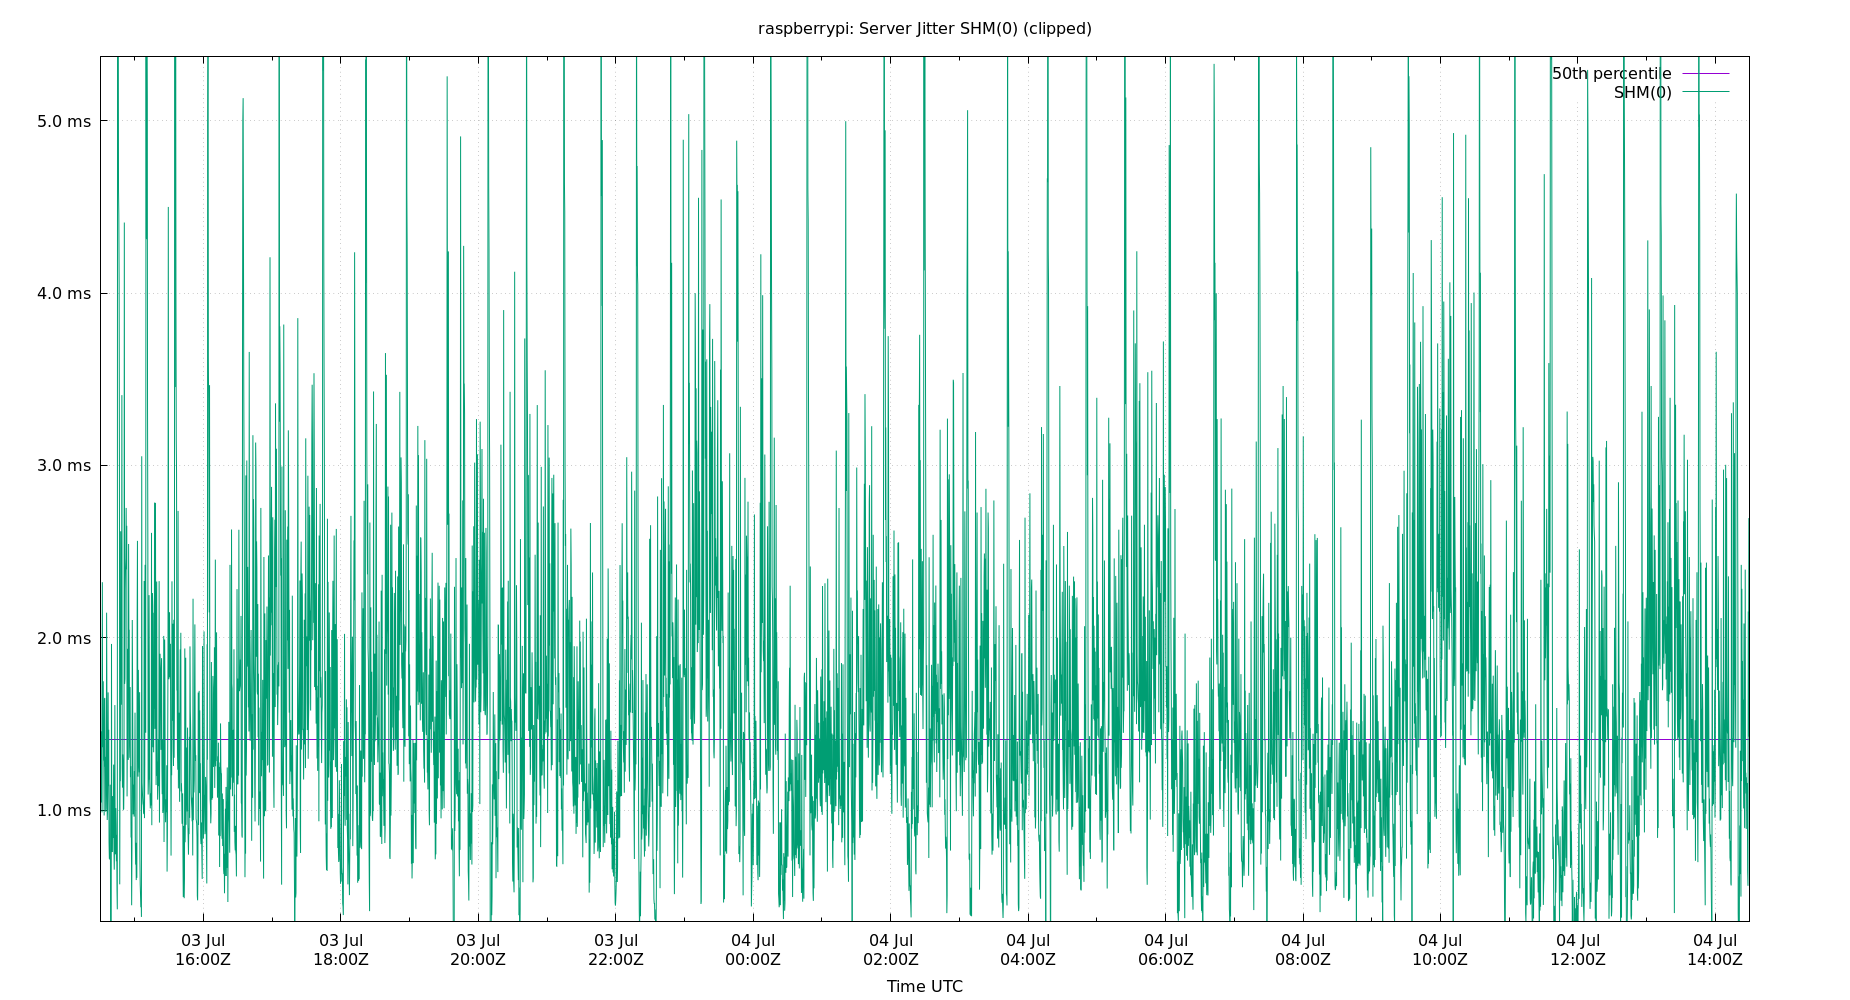 raspberrypi: Server Jitter SHM(0) (clipped)
50th percentile
SHM(0)
5.0 ms
4.0 ms
3.0 ms
2.0 ms
1.0 ms
03 Jul 03 Jul 03 Jul 03 Jul 04 Jul 04 Jul 04 Jul 04 Jul 04 Jul 04 Jul 04 Jul 04 Jul
16:00Z 18:00Z 20:00Z 22:00Z 00:00Z 02:00Z 04:00Z 06:00Z 08:00Z 10:00Z 12:00Z 14:00Z
Time UTC